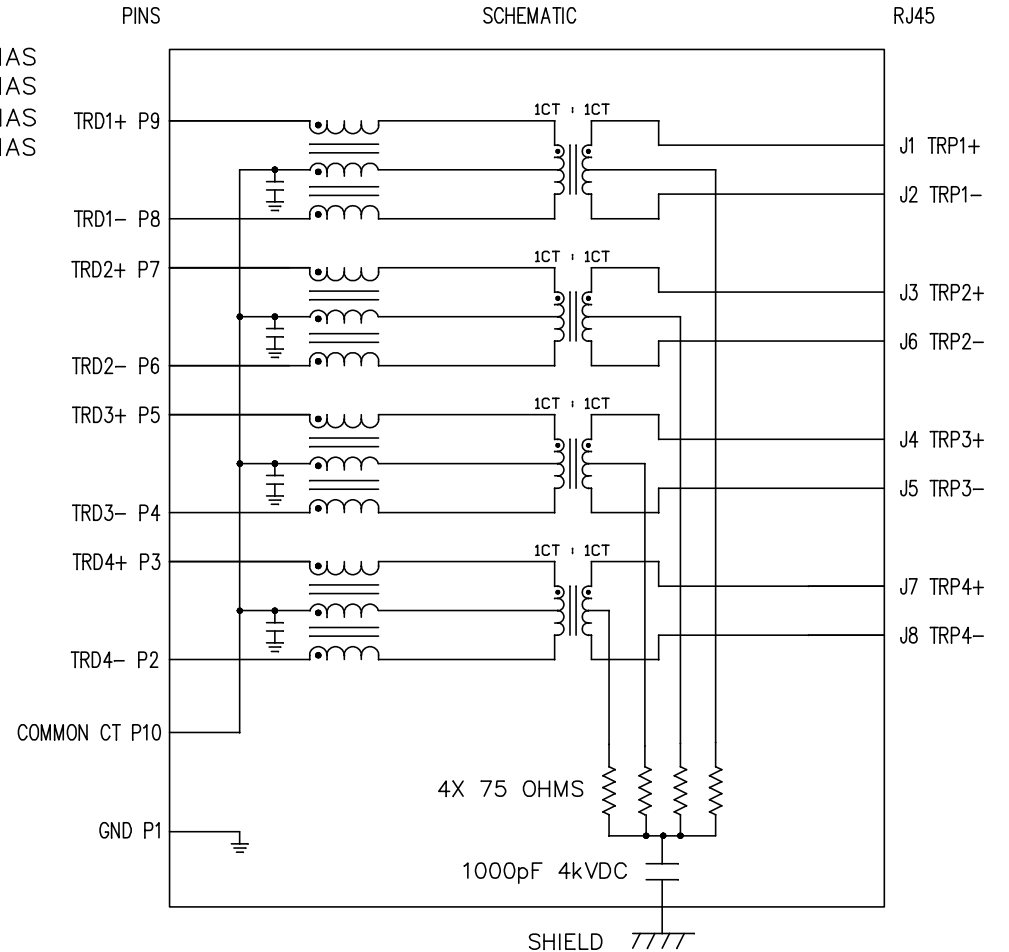 PINS SCHEMATIC RJ45
IAS
IAS
IAS
IAS
1CT : 1CT
TRD1+ P9
J1 TRP1+
J2 TRP1-
TRD1- P8
1CT : 1CT
TRD2+ P7
J3 TRP2+
J6 TRP2-
TRD2- P6
1CT : 1CT
TRD3+ P5
J4 TRP3+
J5 TRP3-
TRD3- P4
1CT : 1CT
TRD4+ P3
J7 TRP4+
J8 TRP4-
TRD4- P2
COMMON CT P10
4X 75 OHMS
GND P1
1000pF 4kVDC
SHIELD